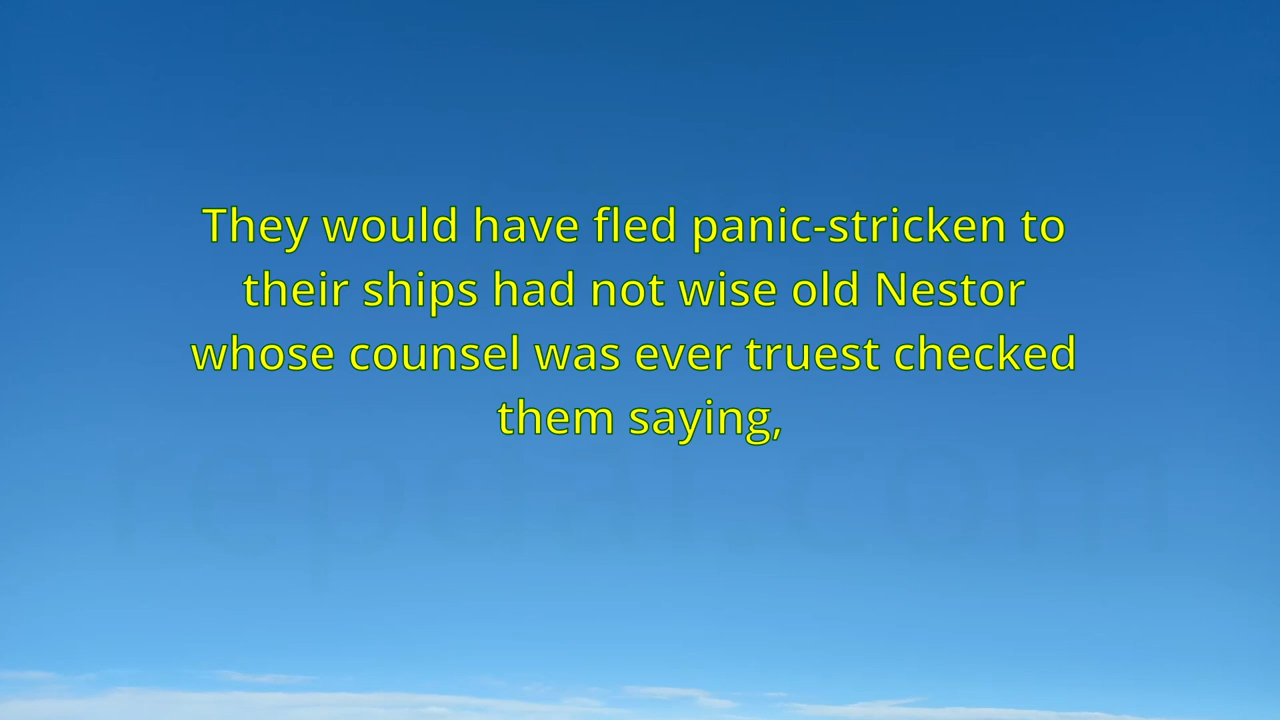 They would have fled panic-stricken to
their ships had not wise old Nestor
whose counsel was ever truest checked
them saying,